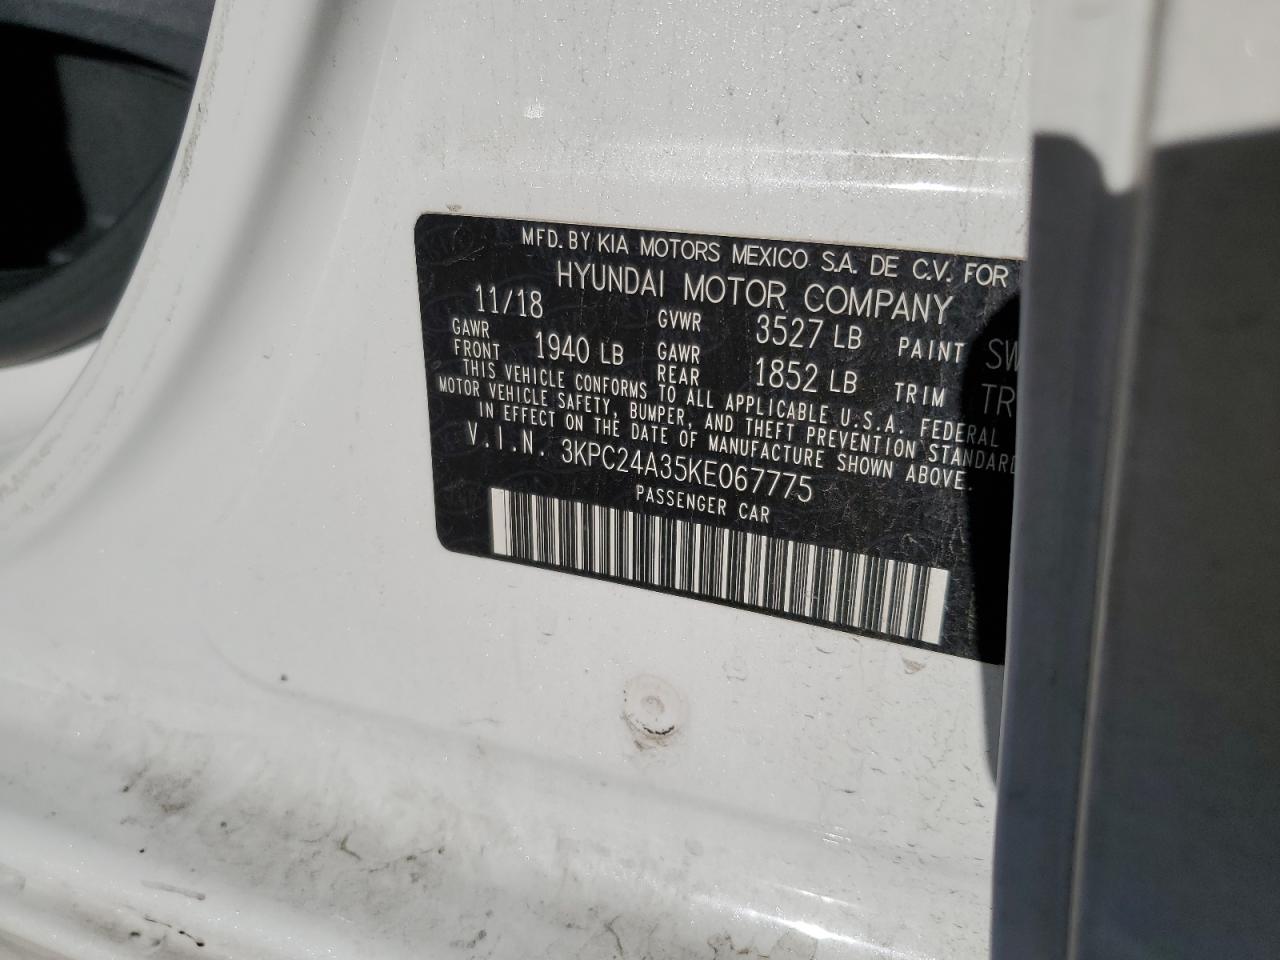 MFD. BY KIA MOTORS MEXICO S.A. DE C.V. FOR
HYUNDAI MOTOR COMPANY
11/18 GVWR 3527 LB PAINT SW
GAWR FRONT 1940 LB GAWR REAR 1852 LB TRIM TR
THIS VEHICLE CONFORMS TO ALL APPLICABLE U.S.A. FEDERAL
MOTOR VEHICLE SAFETY, BUMPER, AND THEFT PREVENTION STANDARD
IN EFFECT ON THE DATE OF MANUFACTURE SHOWN ABOVE.
V.I.N. 3KPC24A35KE067775
PASSENGER CAR